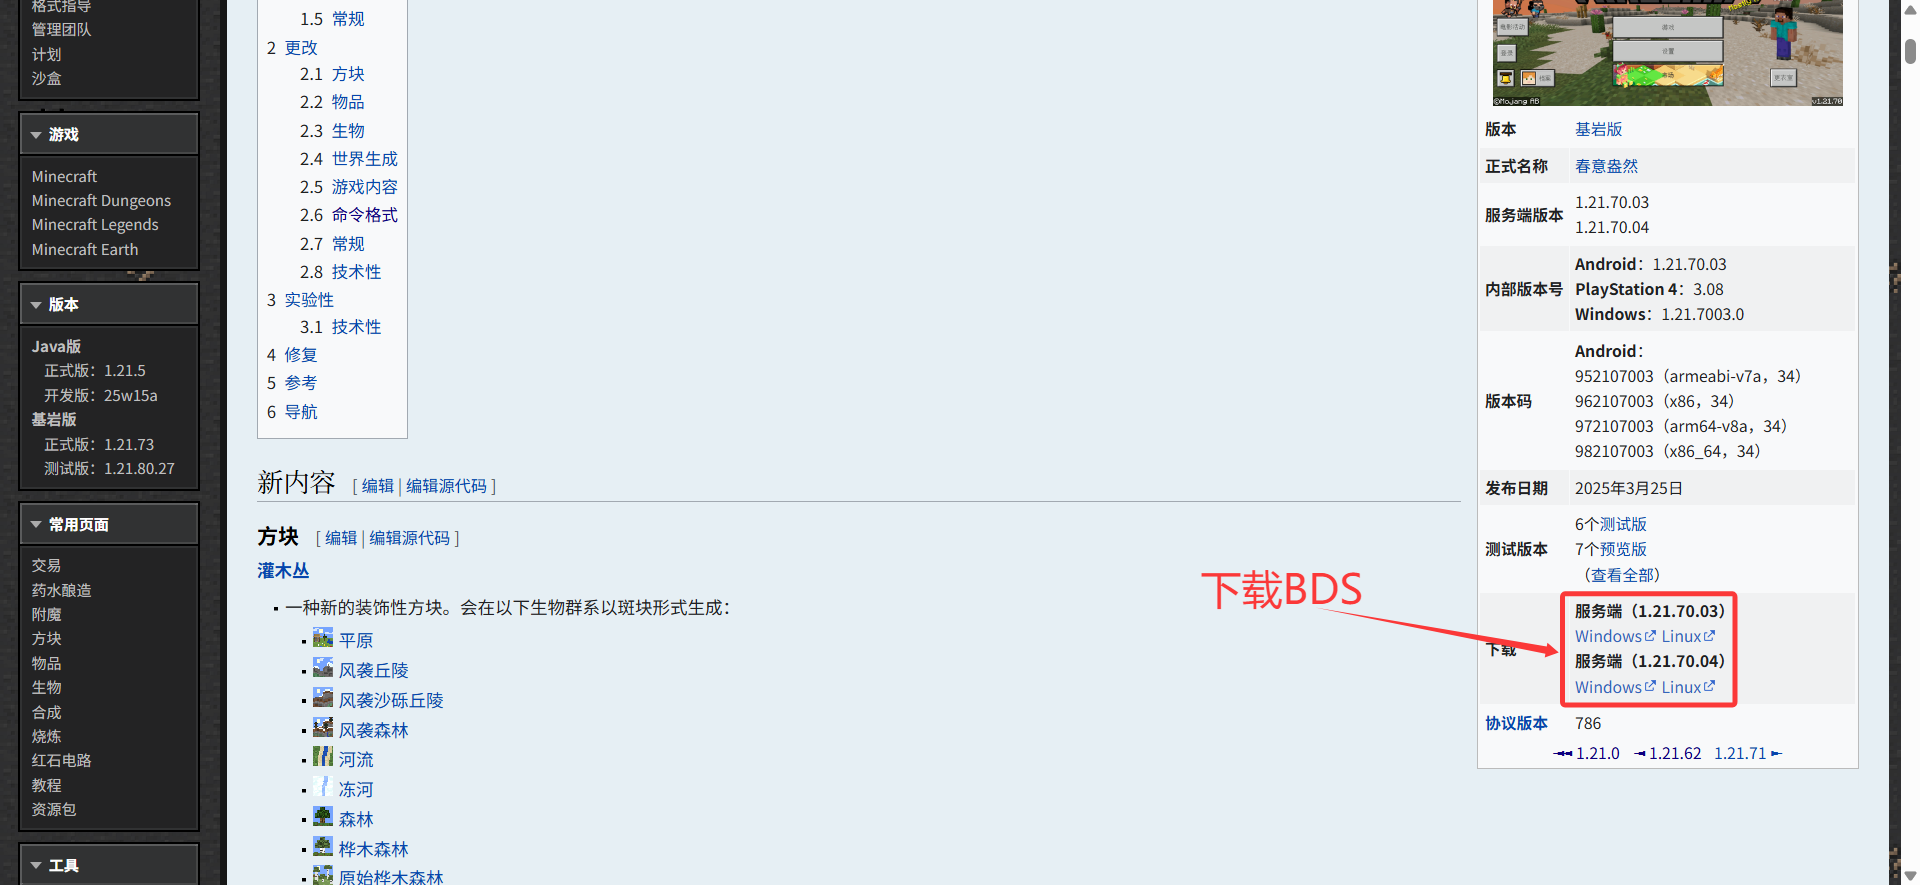 格式指导
管理团队
计划
沙盒
游戏
Minecraft
Minecraft Dungeons
Minecraft Legends
Minecraft Earth
版本
Java版
正式版：1.21.5
开发版：25w15a
基岩版
正式版：1.21.73
测试版：1.21.80.27
常用页面
交易
药水酿造
附魔
方块
物品
生物
合成
烧炼
红石电路
教程
资源包
工具
1.5 常规
2 更改
2.1 方块
2.2 物品
2.3 生物
2.4 世界生成
2.5 游戏内容
2.6 命令格式
2.7 常规
2.8 技术性
3 实验性
3.1 技术性
4 修复
5 参考
6 导航
新内容 [ 编辑 | 编辑源代码 ]
方块 [ 编辑 | 编辑源代码 ]
灌木丛
一种新的装饰性方块。会在以下生物群系以斑块形式生成：
平原
风袭丘陵
风袭沙砾丘陵
风袭森林
河流
冻河
森林
桦木森林
原始桦木森林
下载BDS
游戏
设置
市场
登录
档案
更衣室
©Mojang AB
v1.21.70
版本 基岩版
正式名称 春意盎然
服务端版本 1.21.70.03
1.21.70.04
内部版本号 Android：1.21.70.03
PlayStation 4：3.08
Windows：1.21.7003.0
版本码 Android：
952107003（armeabi-v7a，34）
962107003（x86，34）
972107003（arm64-v8a，34）
982107003（x86_64，34）
发布日期 2025年3月25日
测试版本 6个测试版
7个预览版
（查看全部）
下载 服务端（1.21.70.03）
Windows Linux
服务端（1.21.70.04）
Windows Linux
协议版本 786
1.21.0 1.21.62 1.21.71